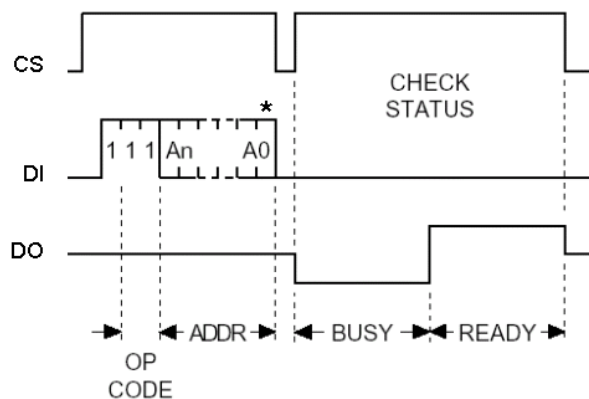 CS
CHECK
STATUS
*
1 1 1 An A0
DI
DO
ADDR BUSY READY
OP
CODE